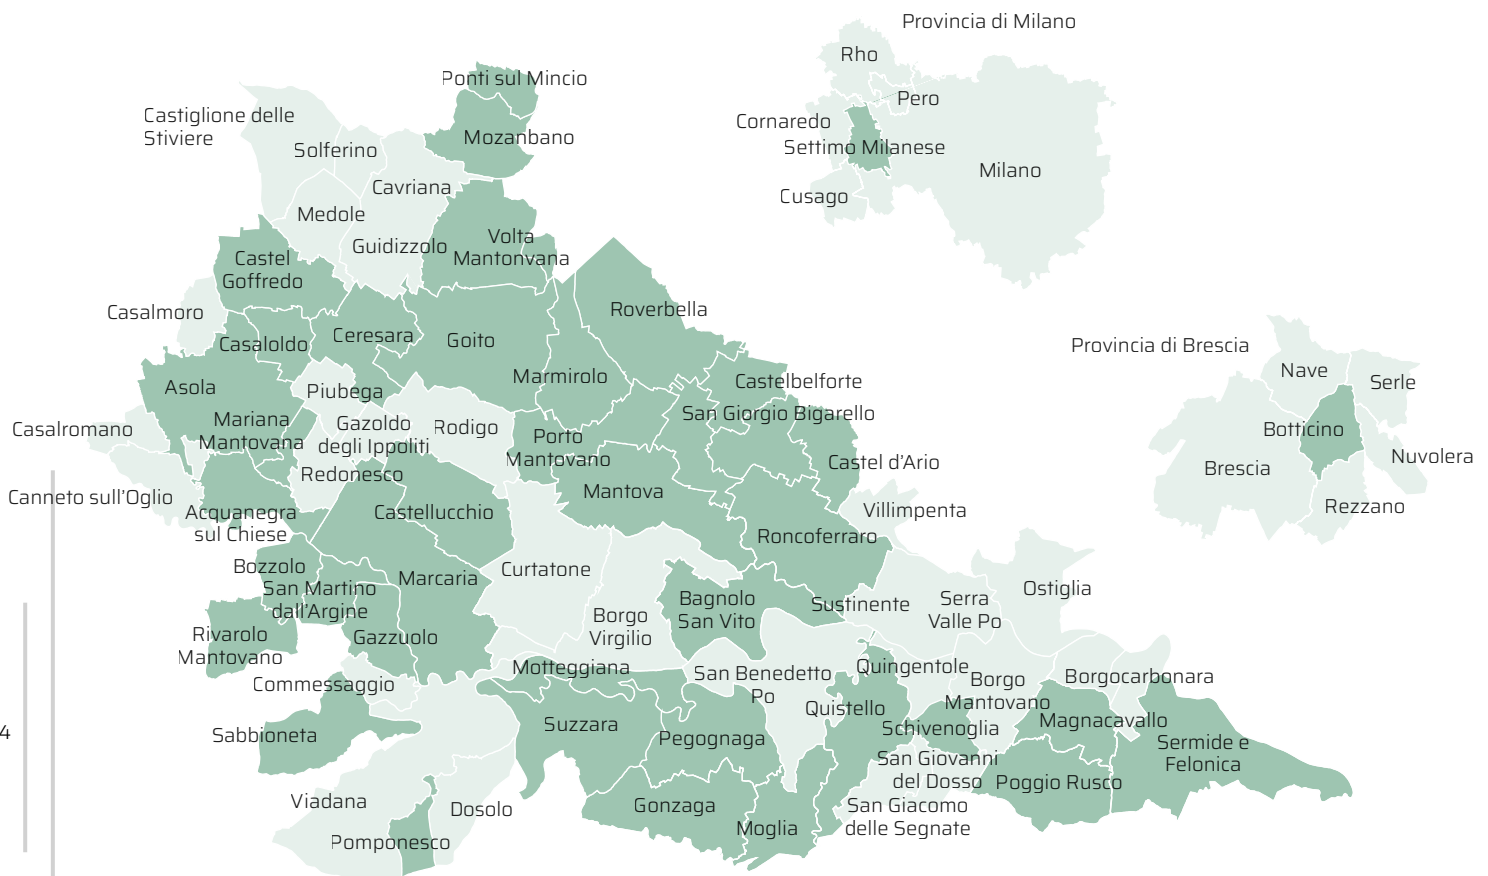 Provincia di Milano
Rho
Pero
Cornaredo
Settimo Milanese
Milano
Cusago
Ponti sul Mincio
Castiglione delle
Stiviere
Mozanbano
Solferino
Cavriana
Medole
Guidizzolo
Volta
Mantonvana
Castel
Goffredo
Casalmoro
Roverbella
Casaloldo
Ceresara
Goito
Provincia di Brescia
Nave
Serle
Botticino
Brescia
Nuvolera
Rezzano
Asola
Piubega
Marmirolo
Castelbelforte
Mariana
Mantovana
Gazoldo
degli Ippoliti
Rodigo
San Giorgio Bigarello
Casalromano
Porto
Mantovano
Castel d'Ario
Redonesco
Canneto sull'Oglio
Mantova
Acquanegra
sul Chiese
Castellucchio
Villimpenta
Roncoferraro
Bozzolo
San Martino
dall'Argine
Marcaria
Curtatone
Borgo
Virgilio
Bagnolo
San Vito
Sustinente
Serra
Valle Po
Ostiglia
Rivarolo
Mantovano
Gazzuolo
Commessaggio
Motteggiana
San Benedetto
Po
Quingentole
Borgo
Mantovano
Borgocarbonara
Quistello
Sabbioneta
Suzzara
Pegognaga
Schivenoglia
Magnacavallo
Sermide e
Felonica
4
San Giovanni
del Dosso
Poggio Rusco
Viadana
Dosolo
Gonzaga
Moglia
San Giacomo
delle Segnate
Pomponesco